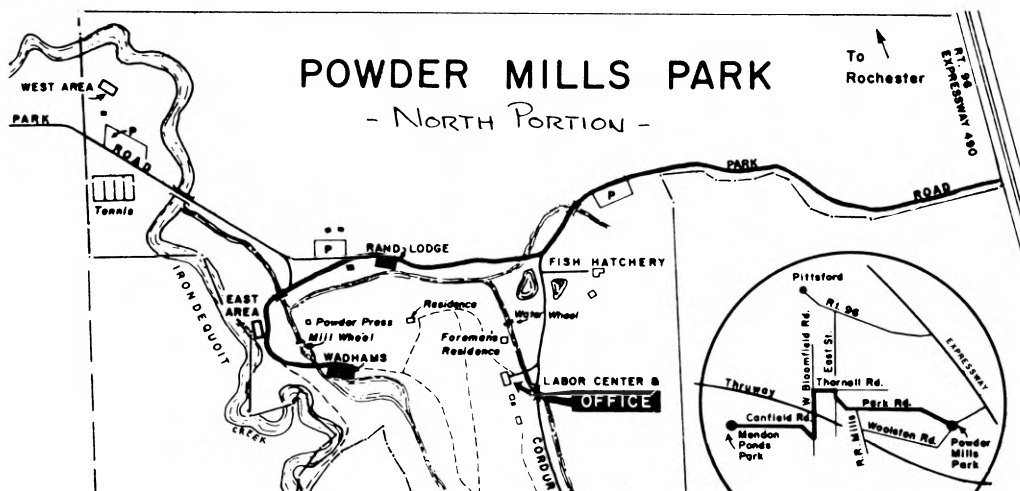 POWDER MILLS PARK
- NORTH PORTION -
To
Rochester
RT. 96
EXPRESSWAY 490
WEST AREA
PARK
P
ROAD
Tennis
P
RAND LODGE
PARK
ROAD
P
FISH HATCHERY
IRONDEQUOIT
CREEK
EAST
AREA
Residence
Water Wheel
Powder Press
Mill Wheel
Foremens
Residence
WADHAMS
LABOR CENTER &
OFFICE
CORDUR
Pittsford
Rt. 96
W. Bloomfield Rd.
East St.
EXPRESSWAY
Thruway
Thornell Rd.
Park Rd.
Canfield Rd.
Woolston Rd.
R.R. Mills
Mendon
Ponds
Park
Powder
Mills
Park